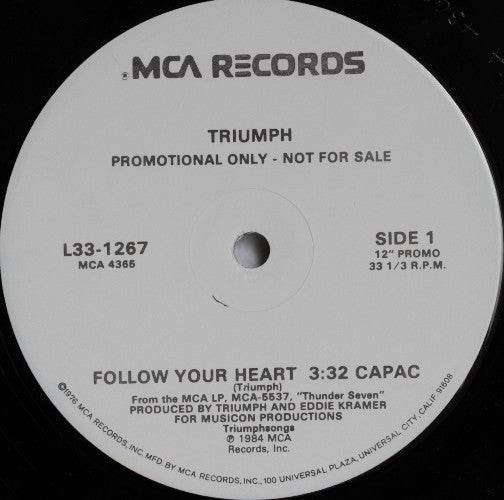 MCA RECORDS
TRIUMPH
PROMOTIONAL ONLY - NOT FOR SALE
L33-1267
MCA 4365
SIDE 1
12" PROMO
33 1/3 R.P.M.
FOLLOW YOUR HEART 3:32 CAPAC
(Triumph)
From the MCA LP, MCA-5537, "Thunder Seven"
PRODUCED BY TRIUMPH AND EDDIE KRAMER
FOR MUSICON PRODUCTIONS
Triumphsongs
℗ 1984 MCA
Records, Inc.
©1976 MCA RECORDS, INC. MFD. BY MCA RECORDS, INC., 100 UNIVERSAL PLAZA, UNIVERSAL CITY, CALIF. 91608